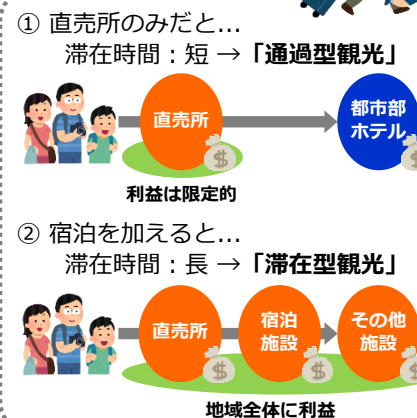 ① 直売所のみだと...
滞在時間：短 → 「通過型観光」
直売所
都市部
ホテル
利益は限定的
② 宿泊を加えると...
滞在時間：長 → 「滞在型観光」
直売所
宿泊
施設
その他
施設
地域全体に利益